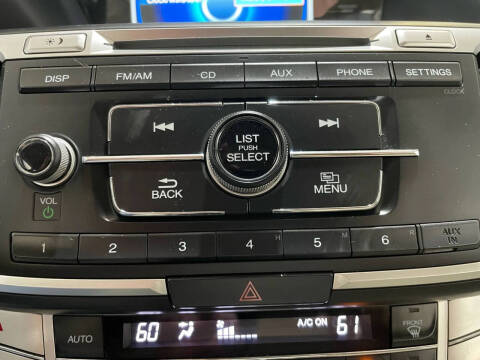 DISP FM/AM CD AUX PHONE SETTINGS
CLOCK
LIST
PUSH
SELECT
BACK
MENU
VOL
1 2 3 4 H 5 M 6 R AUX
IN
AUTO 60 A/C ON 61 FRONT